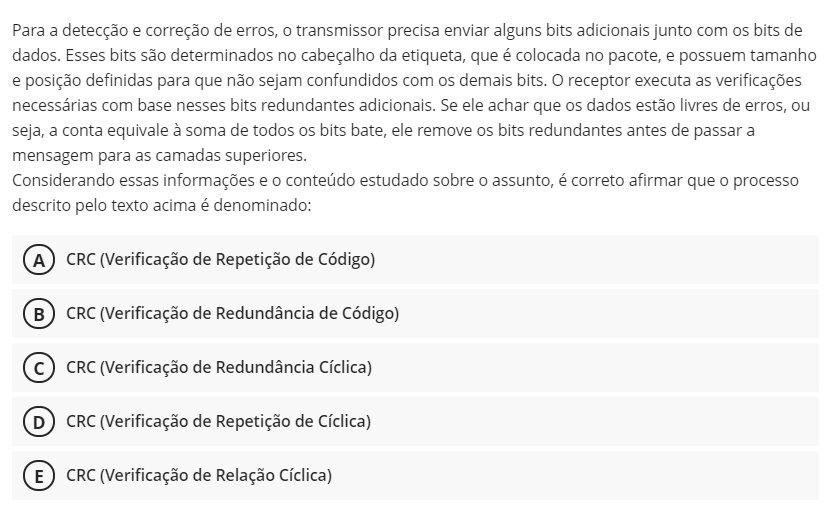 Para a detecção e correção de erros, o transmissor precisa enviar alguns bits adicionais junto com os bits de
dados. Esses bits são determinados no cabeçalho da etiqueta, que é colocada no pacote, e possuem tamanho
e posição definidas para que não sejam confundidos com os demais bits. O receptor executa as verificações
necessárias com base nesses bits redundantes adicionais. Se ele achar que os dados estão livres de erros, ou
seja, a conta equivale à soma de todos os bits bate, ele remove os bits redundantes antes de passar a
mensagem para as camadas superiores.
Considerando essas informações e o conteúdo estudado sobre o assunto, é correto afirmar que o processo
descrito pelo texto acima é denominado:
A CRC (Verificação de Repetição de Código)
B CRC (Verificação de Redundância de Código)
C CRC (Verificação de Redundância Cíclica)
D CRC (Verificação de Repetição de Cíclica)
E CRC (Verificação de Relação Cíclica)